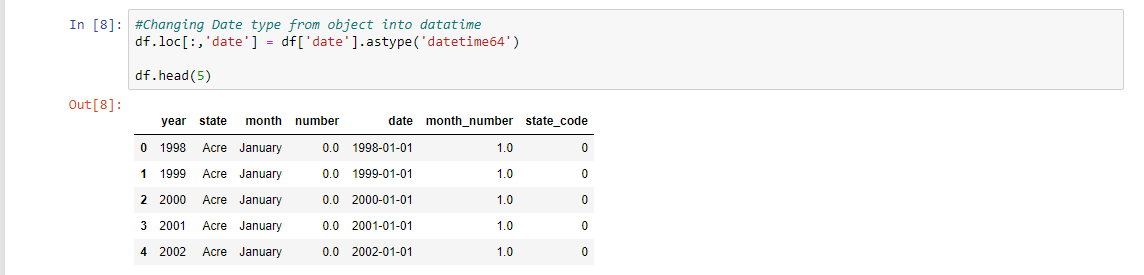 In [8]: #Changing Date type from object into datatime
df.loc[:,'date'] = df['date'].astype('datetime64')
df.head(5)
Out[8]:
year state month number date month_number state_code
0 1998 Acre January 0.0 1998-01-01 1.0 0
1 1999 Acre January 0.0 1999-01-01 1.0 0
2 2000 Acre January 0.0 2000-01-01 1.0 0
3 2001 Acre January 0.0 2001-01-01 1.0 0
4 2002 Acre January 0.0 2002-01-01 1.0 0